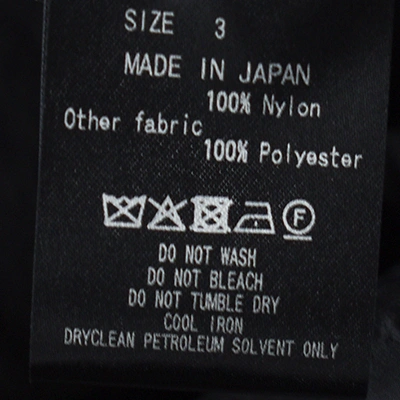 SIZE 3
MADE IN JAPAN
100% Nylon
Other fabric
100% Polyester
F
DO NOT WASH
DO NOT BLEACH
DO NOT TUMBLE DRY
COOL IRON
DRYCLEAN PETROLEUM SOLVENT ONLY